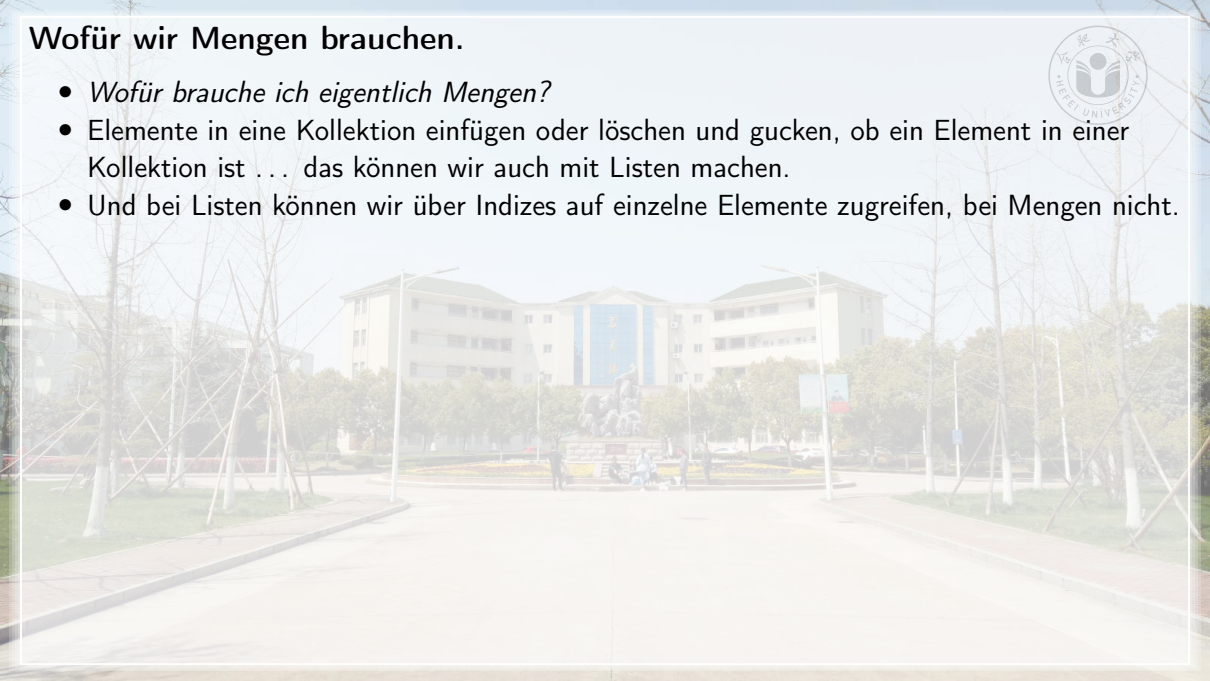 Wofür wir Mengen brauchen.
• Wofür brauche ich eigentlich Mengen?
• Elemente in eine Kollektion einfügen oder löschen und gucken, ob ein Element in einer
Kollektion ist . . . das können wir auch mit Listen machen.
• Und bei Listen können wir über Indizes auf einzelne Elemente zugreifen, bei Mengen nicht.
HEFEI UNIVERSITY